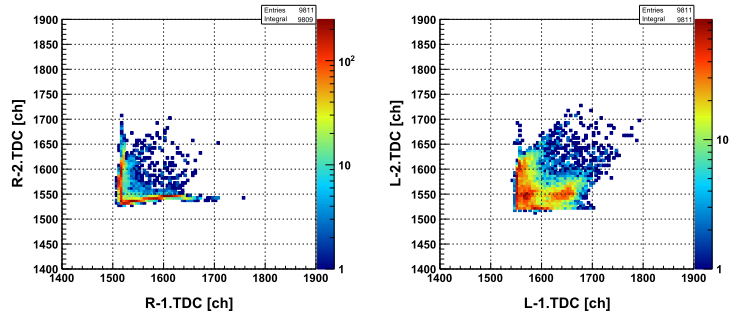 Entries 9811
Integral 9809
1900
1850
1800
1750
1700
1650
1600
1550
1500
1450
1400
R-2.TDC [ch]
1400 1500 1600 1700 1800 1900
R-1.TDC [ch]
10²
10
1
Entries 9811
Integral 9811
1900
1850
1800
1750
1700
1650
1600
1550
1500
1450
1400
L-2.TDC [ch]
1400 1500 1600 1700 1800 1900
L-1.TDC [ch]
10
1